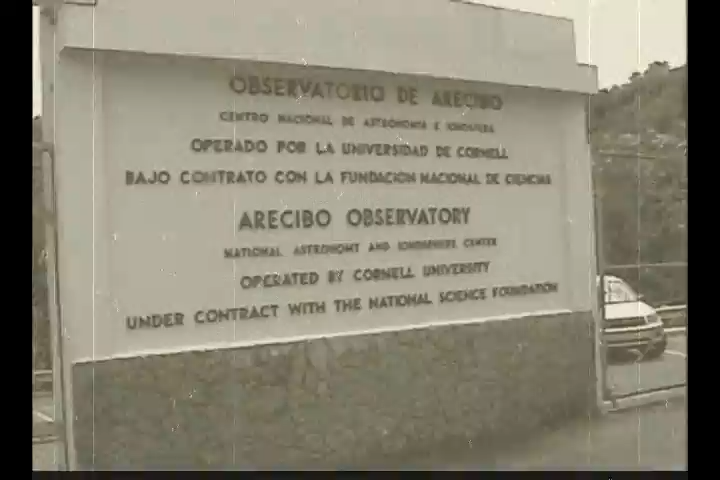 OBSERVATORIO DE ARECIBO
CENTRO NACIONAL DE ASTRONOMIA E IONOSFERA
OPERADO POR LA UNIVERSIDAD DE CORNELL
BAJO CONTRATO CON LA FUNDACION NACIONAL DE CIENCIAS
ARECIBO OBSERVATORY
NATIONAL ASTRONOMY AND IONOSPHERE CENTER
OPERATED BY CORNELL UNIVERSITY
UNDER CONTRACT WITH THE NATIONAL SCIENCE FOUNDATION